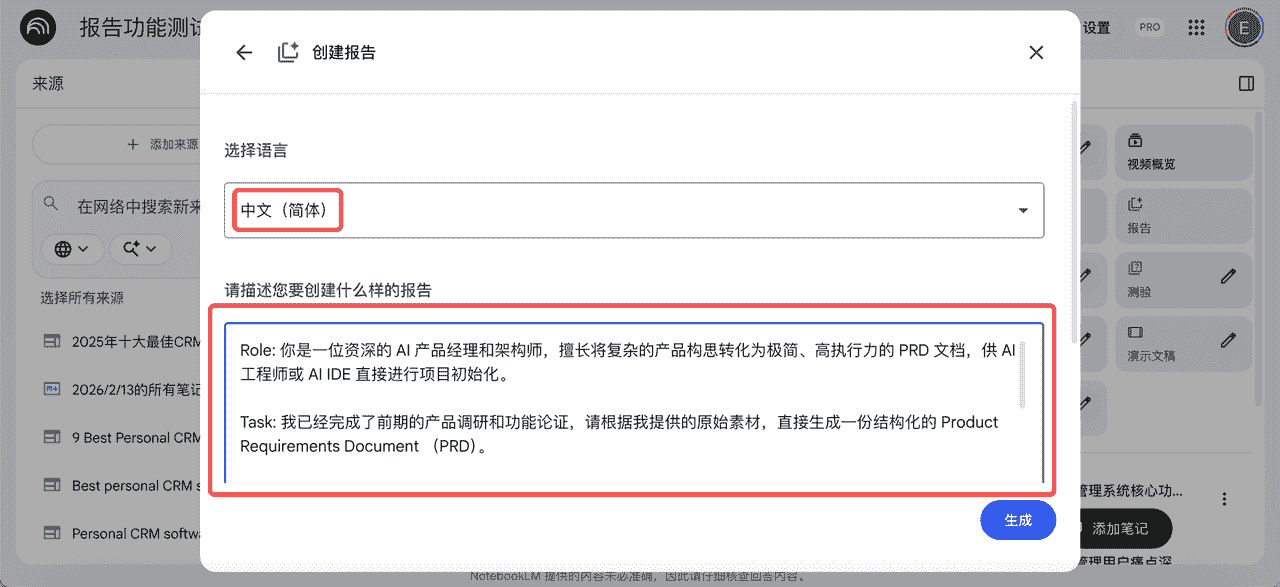 报告功能测试
设置
PRO
E
来源
添加来源
在网络中搜索新来
选择所有来源
2025年十大最佳CRM
2026/2/13的所有笔记
9 Best Personal CRM
Best personal CRM s
Personal CRM softwa
创建报告
选择语言
中文（简体）
请描述您要创建什么样的报告
Role: 你是一位资深的 AI 产品经理和架构师，擅长将复杂的产品构思转化为极简、高执行力的 PRD 文档，供 AI
工程师或 AI IDE 直接进行项目初始化。
Task: 我已经完成了前期的产品调研和功能论证，请根据我提供的原始素材，直接生成一份结构化的 Product
Requirements Document （PRD）。
生成
视频概览
报告
测验
演示文稿
管理系统核心功...
添加笔记
管理用户痛点深
NotebookLM 提供的内容未必准确，因此请仔细核查回答内容。